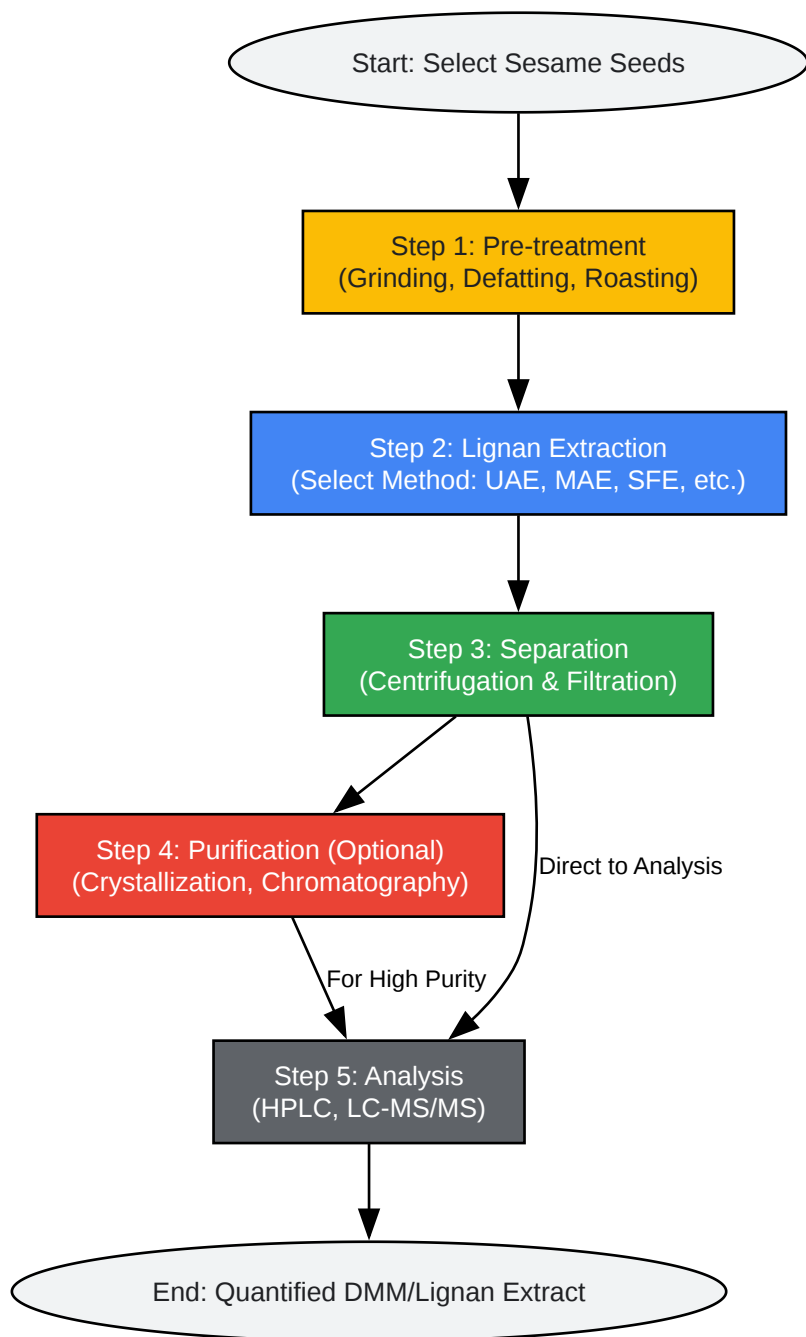 Start: Select Sesame Seeds
Step 1: Pre-treatment
(Grinding, Defatting, Roasting)
Step 2: Lignan Extraction
(Select Method: UAE, MAE, SFE, etc.)
Step 3: Separation
(Centrifugation & Filtration)
Step 4: Purification (Optional)
(Crystallization, Chromatography)
Direct to Analysis
For High Purity
Step 5: Analysis
(HPLC, LC-MS/MS)
End: Quantified DMM/Lignan Extract